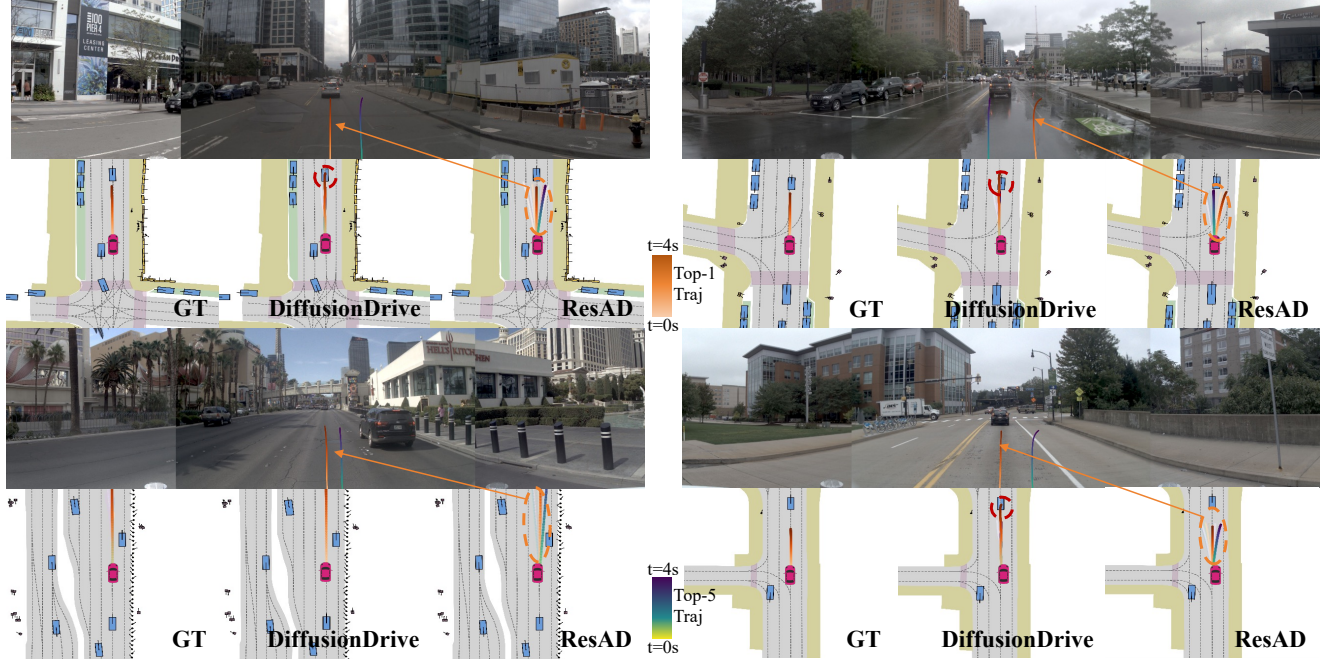 100
PIER 4
LEASING
CENTER
GT
DiffusionDrive
ResAD
t=4s
Top-1
Traj
t=0s
GT
DiffusionDrive
ResAD
HELL'S KITCHEN
GT
DiffusionDrive
ResAD
t=4s
Top-5
Traj
t=0s
GT
DiffusionDrive
ResAD